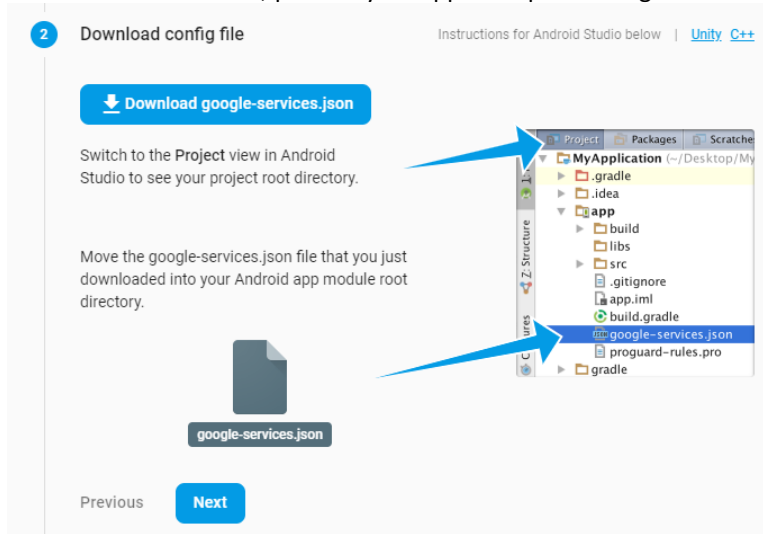 2
Download config file
Instructions for Android Studio below | Unity C++
Download google-services.json
Switch to the Project view in Android
Studio to see your project root directory.
Move the google-services.json file that you just
downloaded into your Android app module root
directory.
google-services.json
Project Packages Scratche
MyApplication (~/Desktop/My
.gradle
.idea
app
build
libs
src
.gitignore
app.iml
build.gradle
google-services.json
proguard-rules.pro
gradle
Z: Structure
Previous
Next